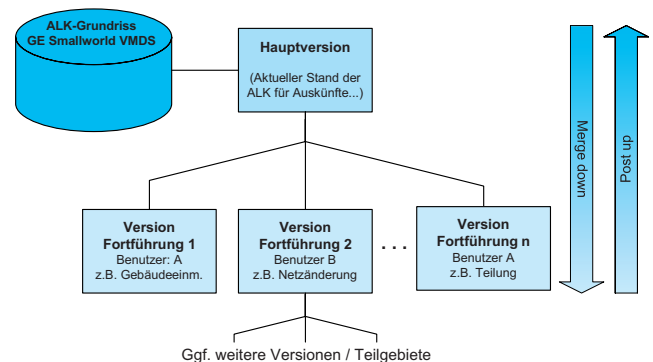 ALK-Grundriss
GE Smallworld VMDS
Hauptversion
(Aktueller Stand der
ALK für Auskünfte...)
Merge down
Post up
Version
Fortführung 1
Benutzer: A
z.B. Gebäudeeinm.
Version
Fortführung 2
Benutzer B
z.B. Netzänderung
. . .
Version
Fortführung n
Benutzer A
z.B. Teilung
Ggf. weitere Versionen / Teilgebiete